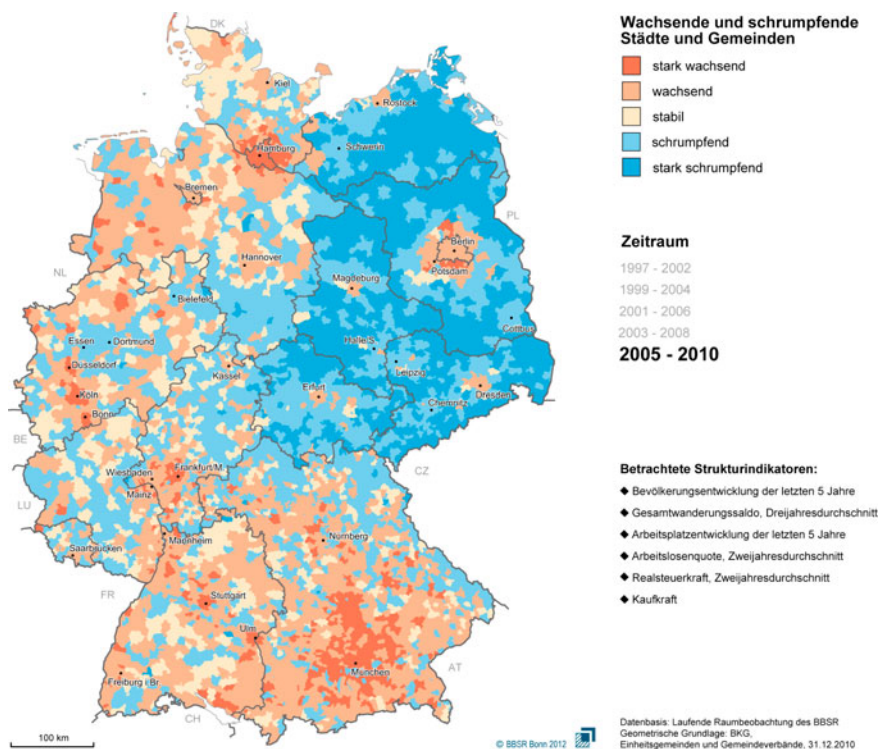 Wachsende und schrumpfende
Städte und Gemeinden
stark wachsend
wachsend
stabil
schrumpfend
stark schrumpfend
Zeitraum
1997 - 2002
1999 - 2004
2001 - 2006
2003 - 2008
2005 - 2010
Betrachtete Strukturindikatoren:
◆ Bevölkerungsentwicklung der letzten 5 Jahre
◆ Gesamtwanderungssaldo, Dreijahresdurchschnitt
◆ Arbeitsplatzentwicklung der letzten 5 Jahre
◆ Arbeitslosenquote, Zweijahresdurchschnitt
◆ Realsteuerkraft, Zweijahresdurchschnitt
◆ Kaufkraft
DK
Kiel
Rostock
Schwerin
Hamburg
Bremen
PL
Berlin
Hannover
Potsdam
NL
Magdeburg
Bielefeld
Cottbus
Essen
Dortmund
Halle/S.
Leipzig
Düsseldorf
Kassel
Erfurt
Dresden
Köln
Chemnitz
Bonn
BE
CZ
Wiesbaden
Frankfurt/M.
Mainz
LU
Nürnberg
Mannheim
Saarbrücken
FR
Stuttgart
Ulm
AT
München
Freiburg i.Br.
CH
100 km
© BBSR Bonn 2012
Datenbasis: Laufende Raumbeobachtung des BBSR
Geometrische Grundlage: BKG,
Einheitsgemeinden und Gemeindeverbände, 31.12.2010